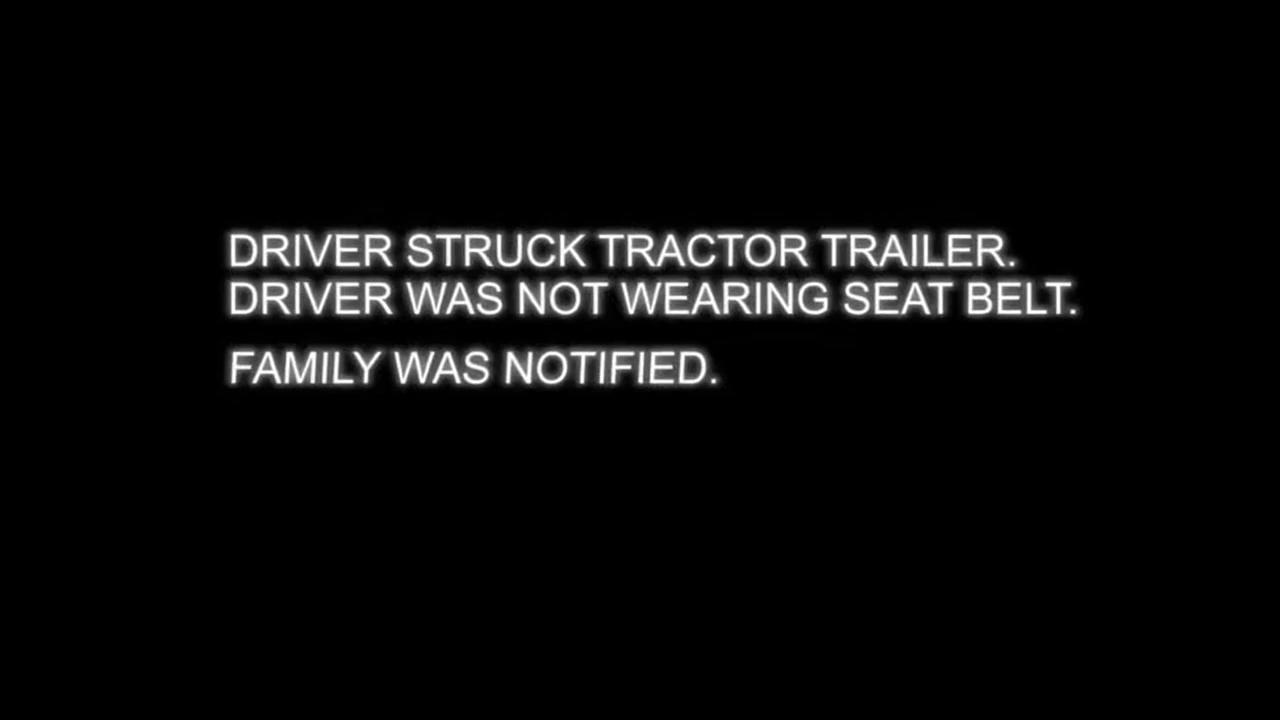 DRIVER STRUCK TRACTOR TRAILER.
DRIVER WAS NOT WEARING SEAT BELT.
FAMILY WAS NOTIFIED.